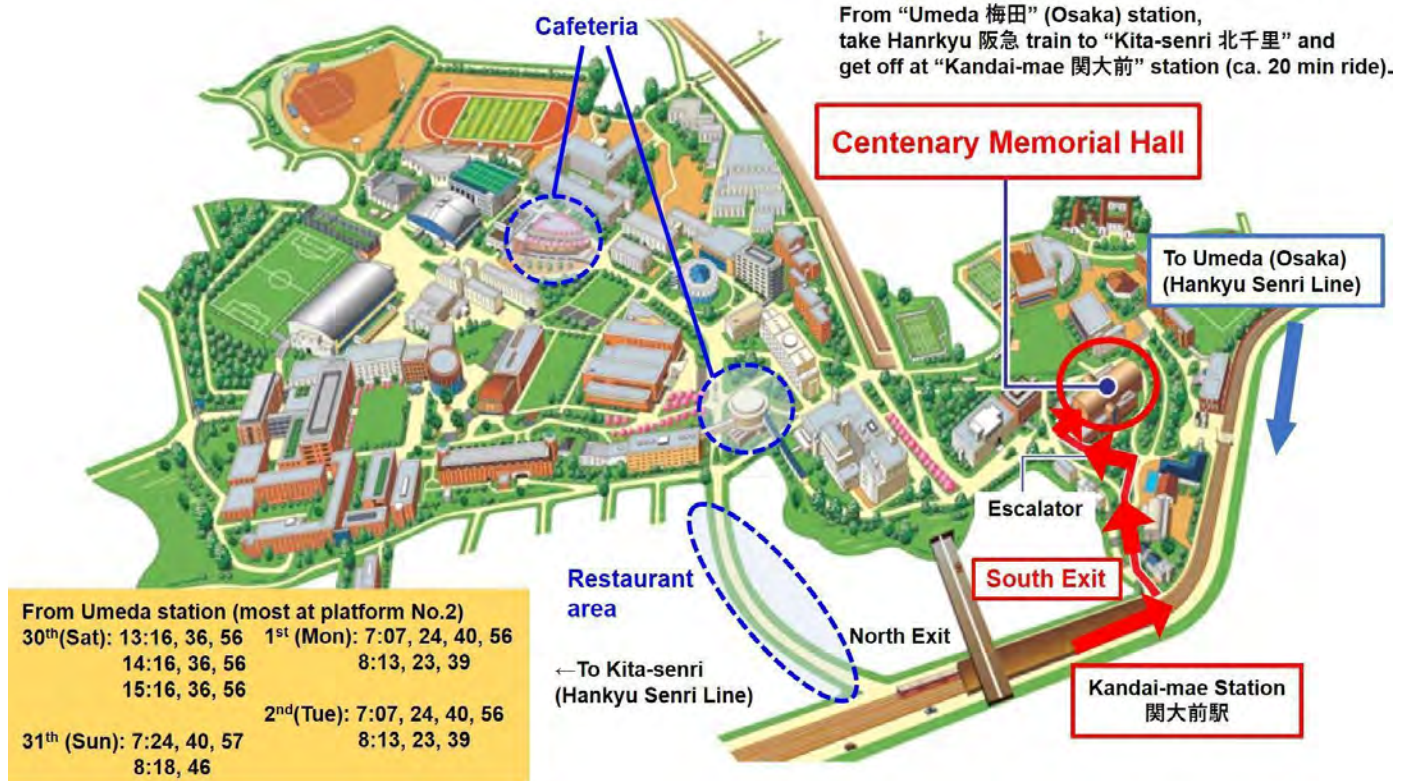 Cafeteria
From “Umeda 梅田” (Osaka) station,
take Hanrkyu 阪急 train to “Kita-senri 北千里” and
get off at “Kandai-mae 関大前” station (ca. 20 min ride).
Centenary Memorial Hall
To Umeda (Osaka)
(Hankyu Senri Line)
Escalator
South Exit
Restaurant
area
North Exit
←To Kita-senri
(Hankyu Senri Line)
Kandai-mae Station
関大前駅
From Umeda station (most at platform No.2)
30th(Sat): 13:16, 36, 56
14:16, 36, 56
15:16, 36, 56
31th (Sun): 7:24, 40, 57
8:18, 46
1st (Mon): 7:07, 24, 40, 56
8:13, 23, 39
2nd(Tue): 7:07, 24, 40, 56
8:13, 23, 39